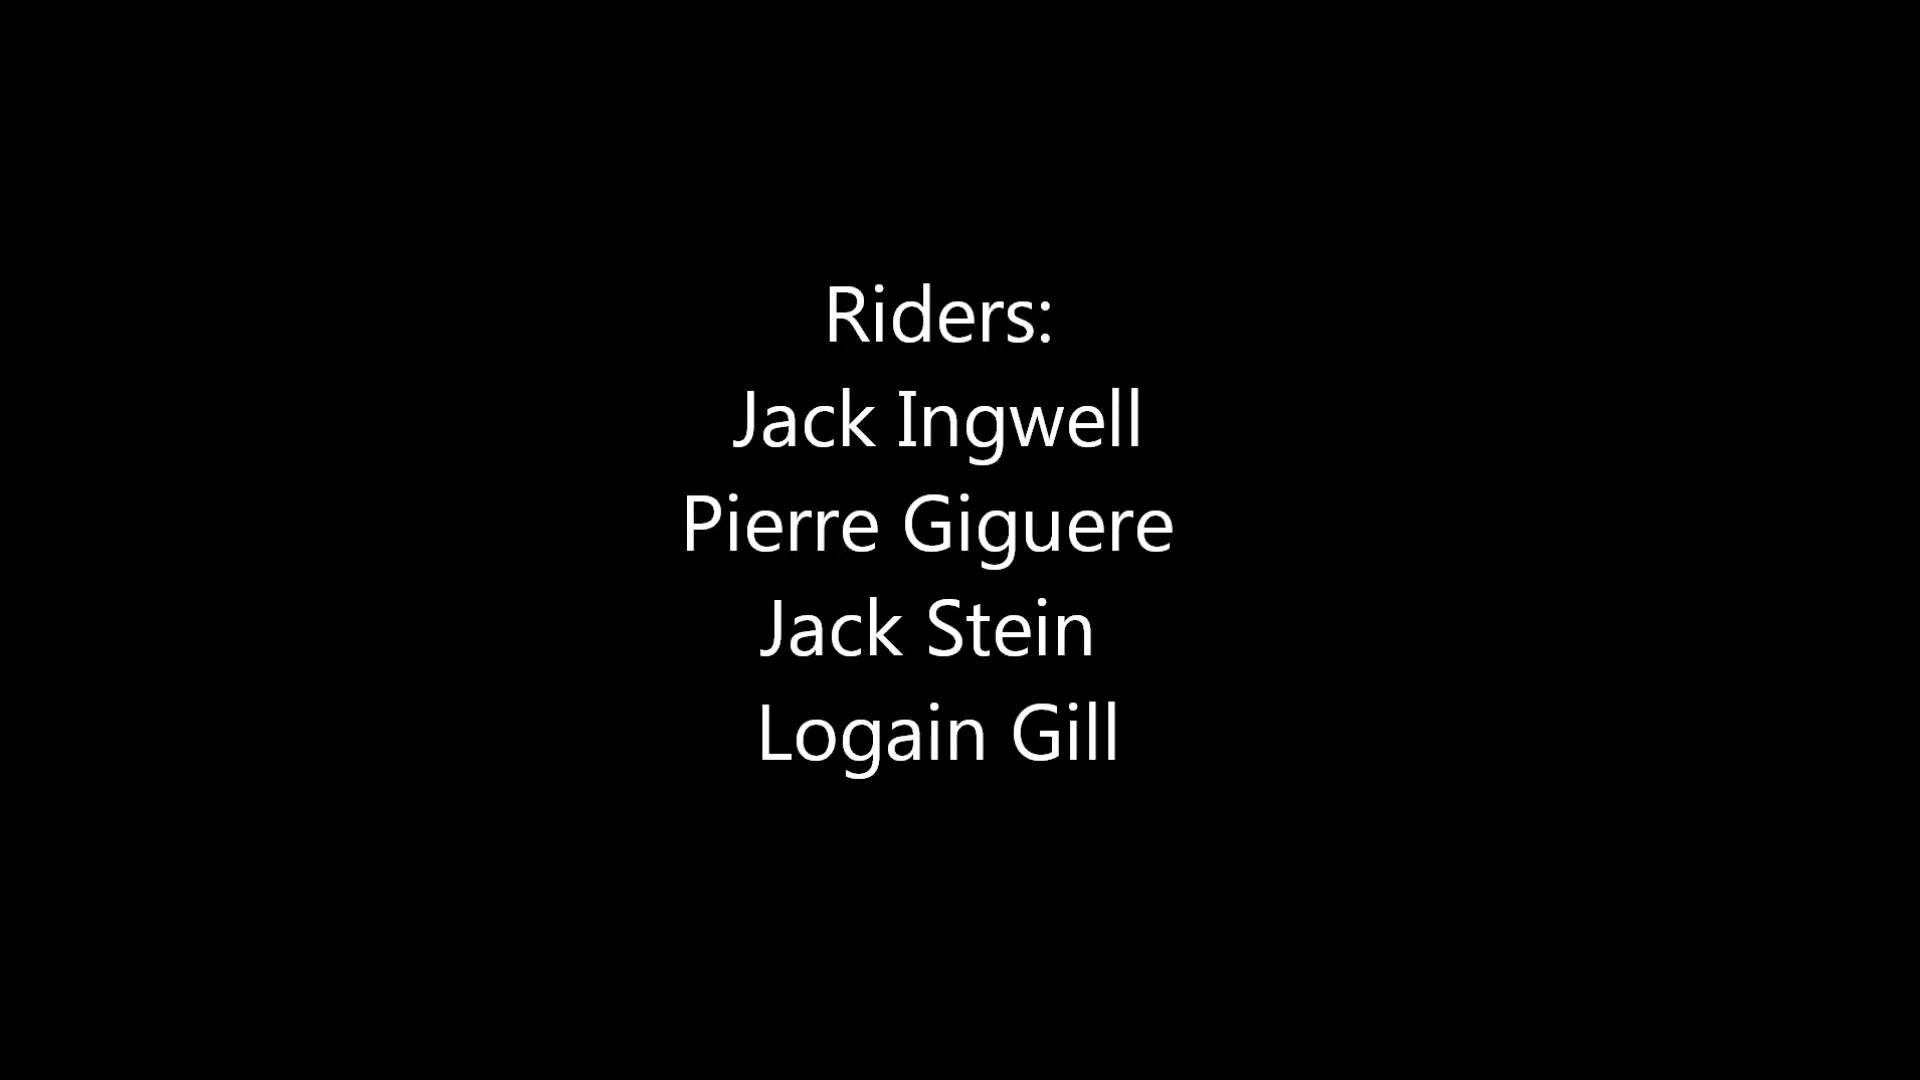 Riders:
Jack Ingwell
Pierre Giguere
Jack Stein
Logain Gill